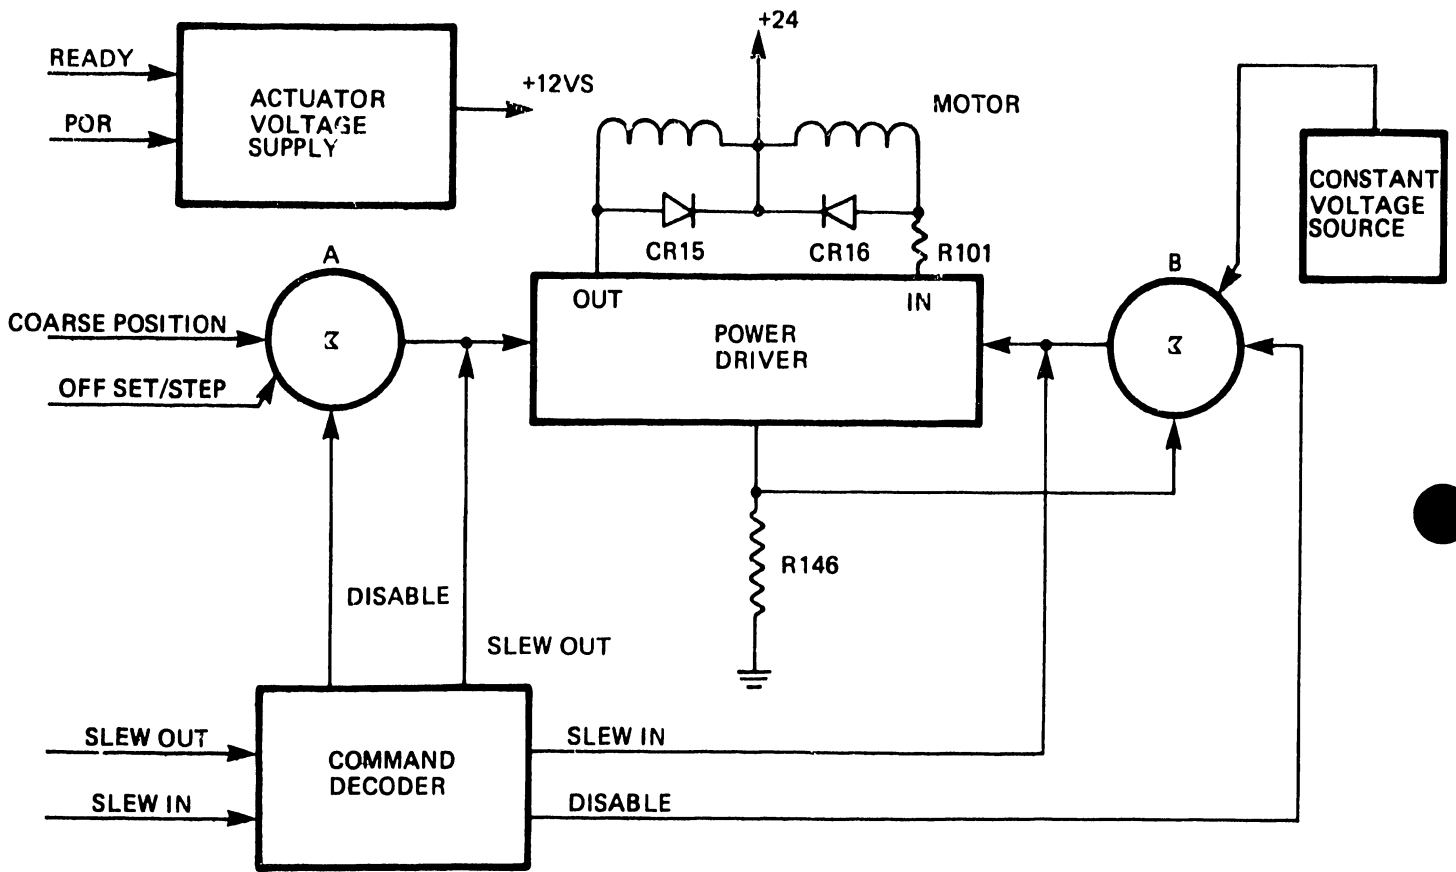 +24
READY
+12VS
ACTUATOR
VOLTAGE
SUPPLY
MOTOR
POR
CONSTANT
VOLTAGE
SOURCE
A
CR15
CR16
R101
B
OUT
IN
COARSE POSITION
Σ
POWER
DRIVER
Σ
OFF SET/STEP
R146
DISABLE
SLEW OUT
SLEW OUT
SLEW IN
COMMAND
DECODER
SLEW IN
DISABLE